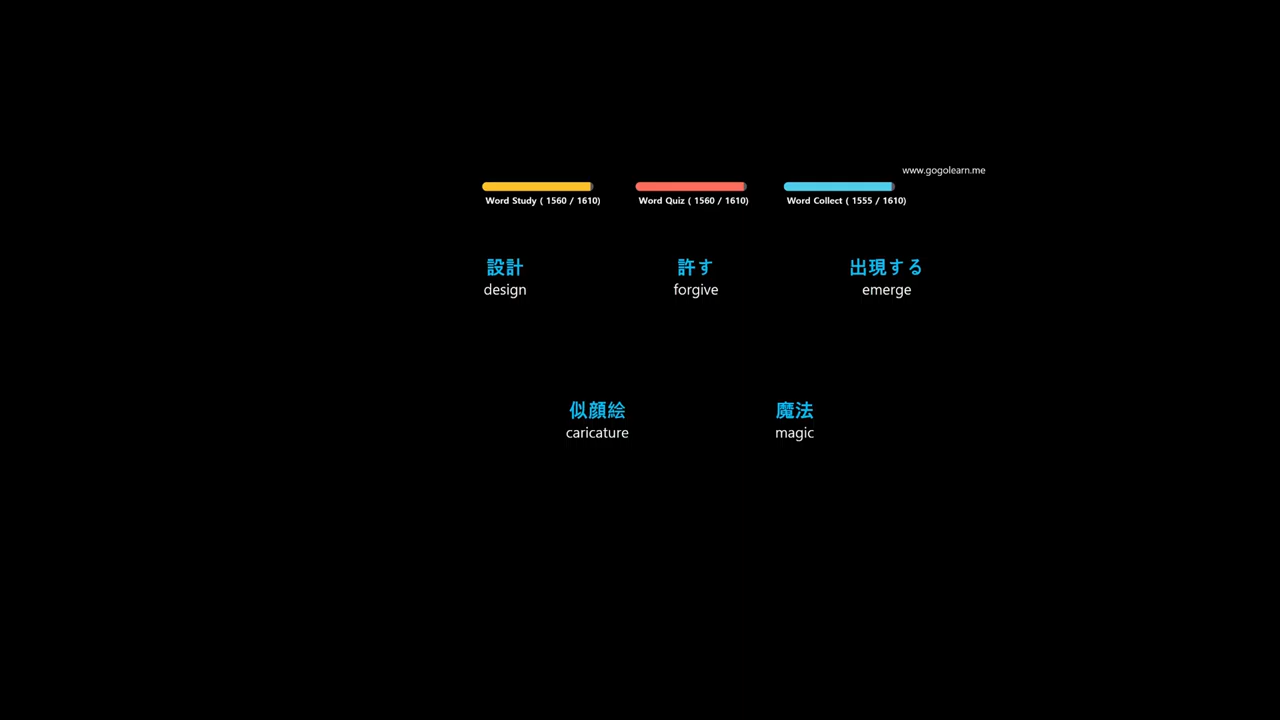 www.gogolearn.me
Word Study ( 1560 / 1610)
Word Quiz ( 1560 / 1610)
Word Collect ( 1555 / 1610)
設計
design
許す
forgive
出現する
emerge
似顔絵
caricature
魔法
magic